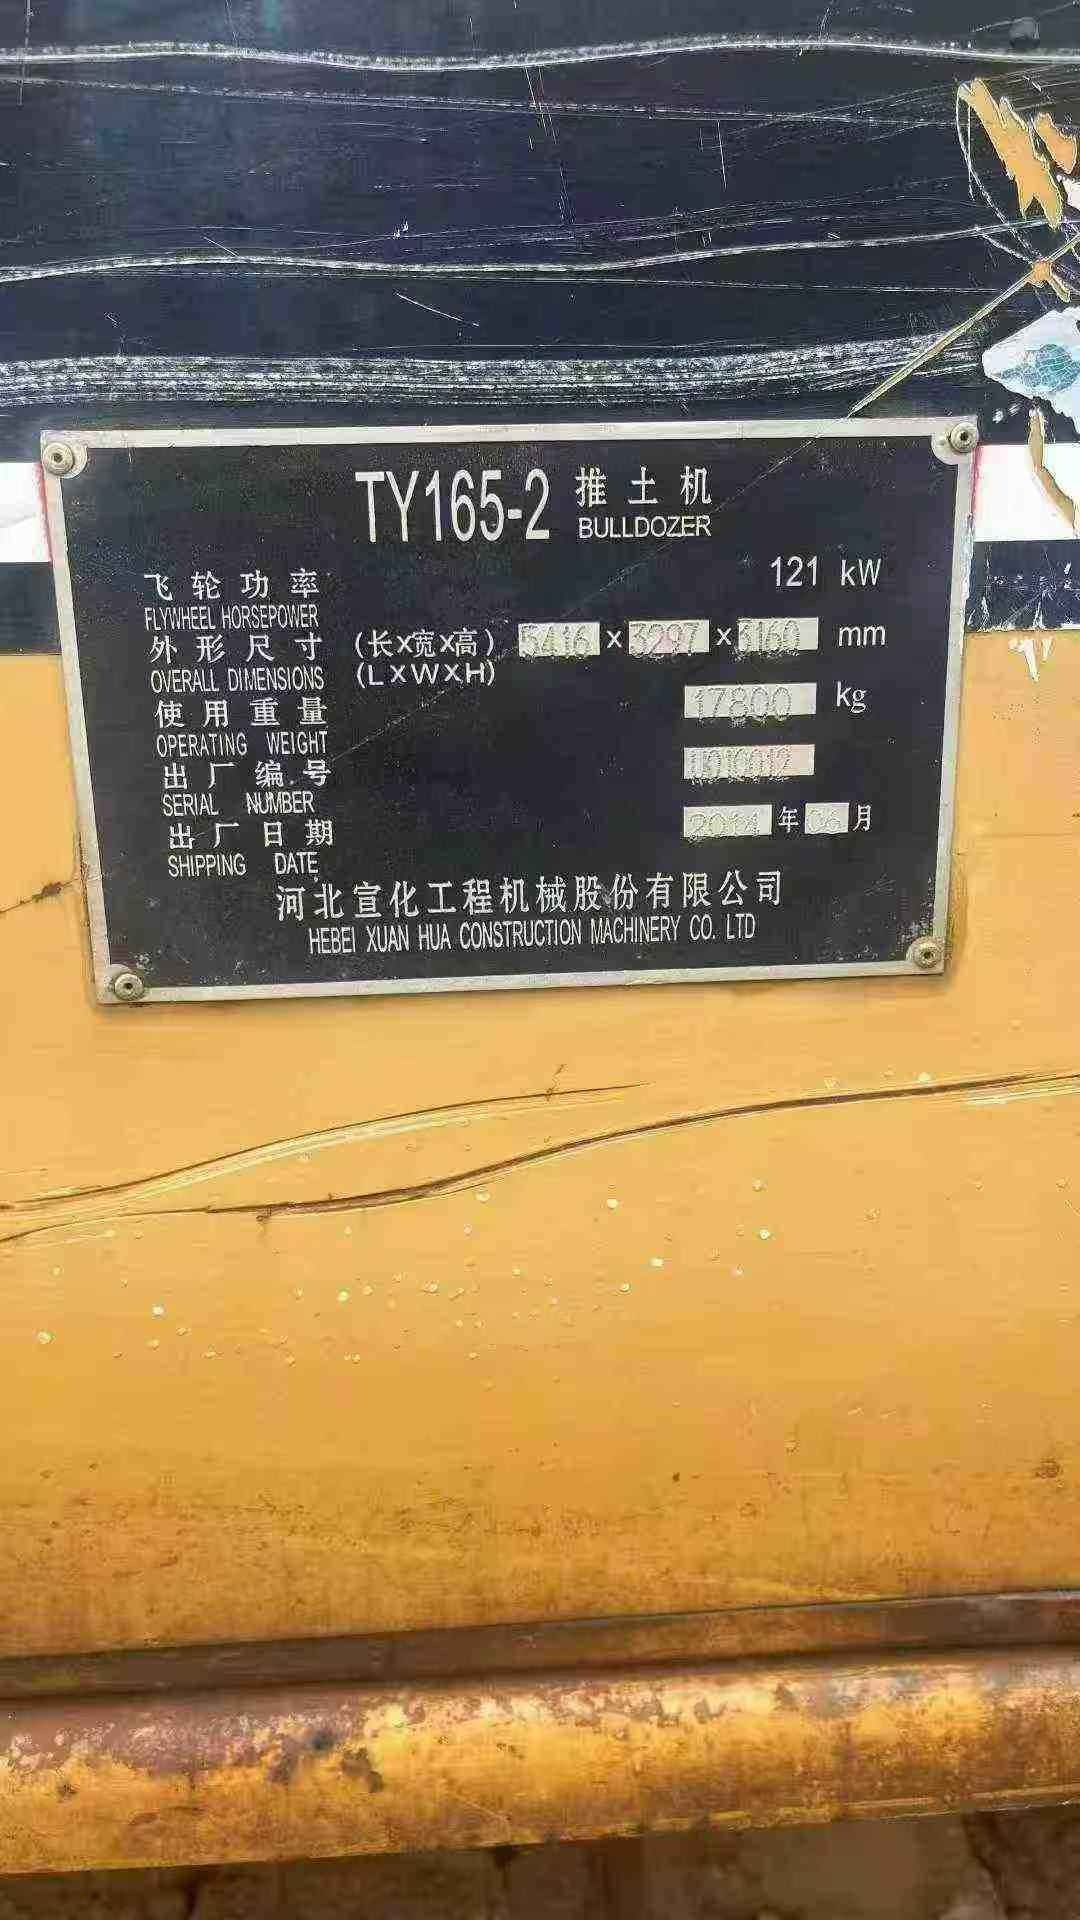 TY165-2 推土机
BULLDOZER
飞轮功率 121 kW
FLYWHEEL HORSEPOWER
外形尺寸 (长×宽×高) 5416 × 3297 × 3160 mm
OVERALL DIMENSIONS (L×W×H)
使用重量 17800 kg
OPERATING WEIGHT
出厂编号
SERIAL NUMBER
出厂日期 2014 年 06 月
SHIPPING DATE
河北宣化工程机械股份有限公司
HEBEI XUAN HUA CONSTRUCTION MACHINERY CO. LTD